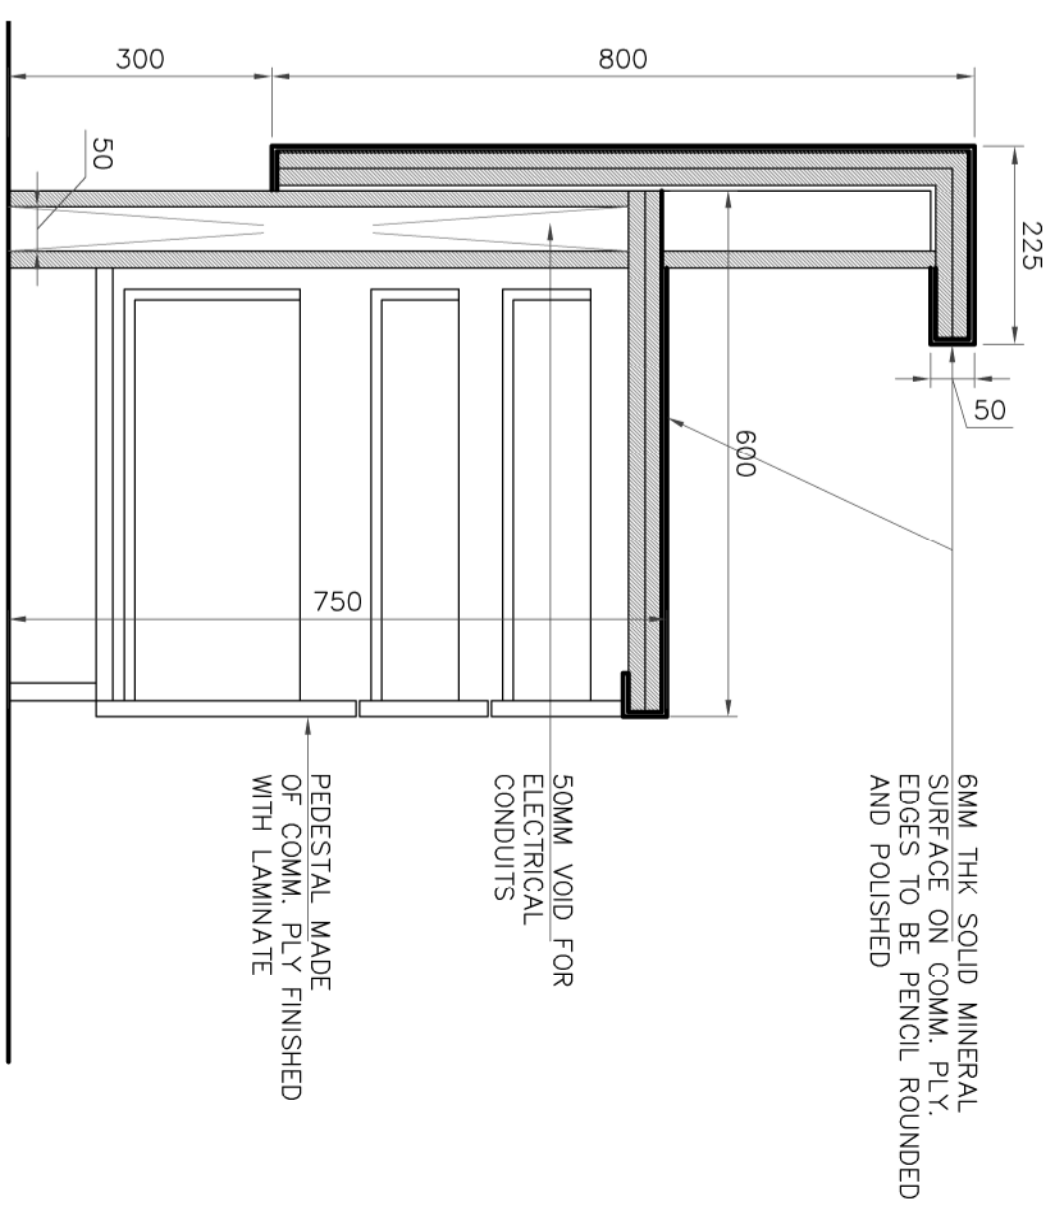 300
800
50
225
50
600
750
6MM THK SOLID MINERAL
SURFACE ON COMM. PLY.
EDGES TO BE PENCIL ROUNDED
AND POLISHED
50MM VOID FOR
ELECTRICAL
CONDUITS
PEDESTAL MADE
OF COMM. PLY FINISHED
WITH LAMINATE